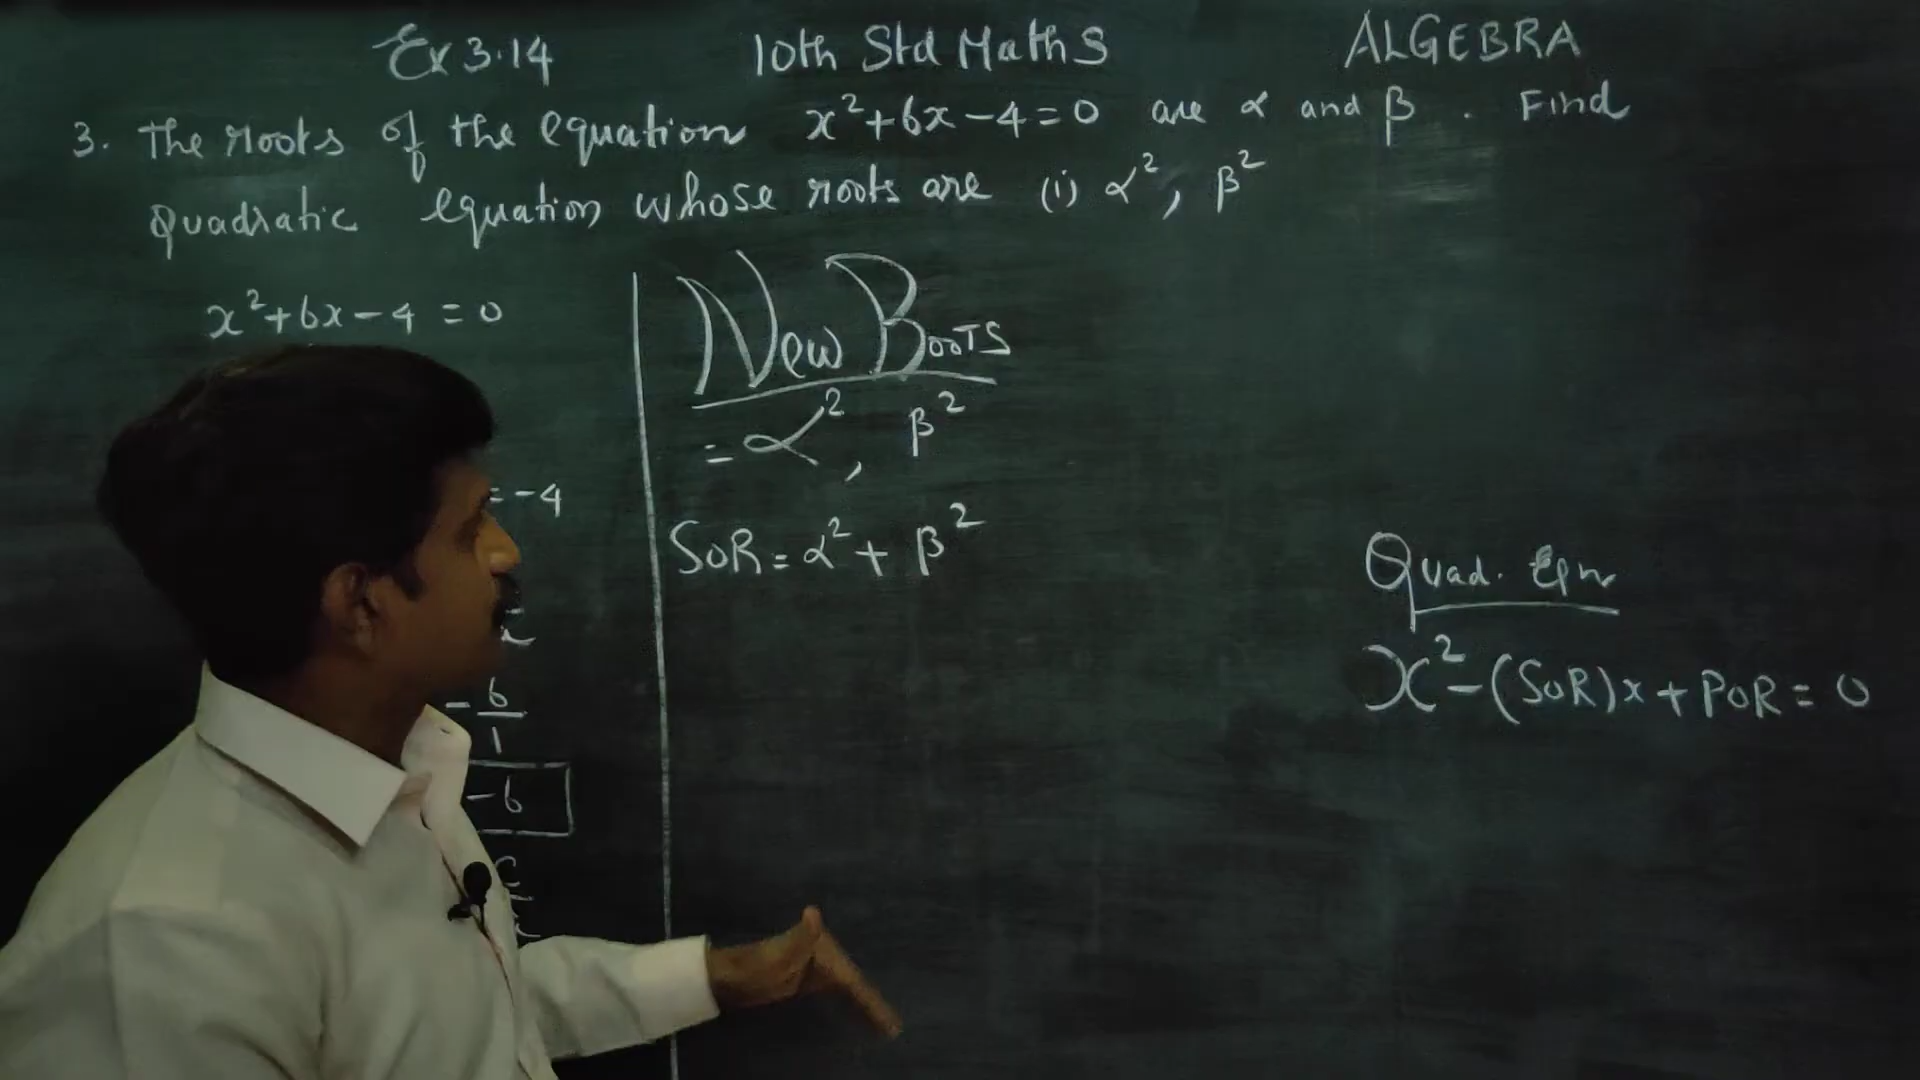 Ex 3.14 10th Std Maths ALGEBRA
3. The roots of the equation x²+6x-4=0 are α and β. Find
quadratic equation whose roots are (i) α², β²
x²+6x-4=0
= -4
-6/1
-6
c/a
New Roots
= α², β²
SOR = α² + β²
Quad. Eqn
x²-(SOR)x+POR=0